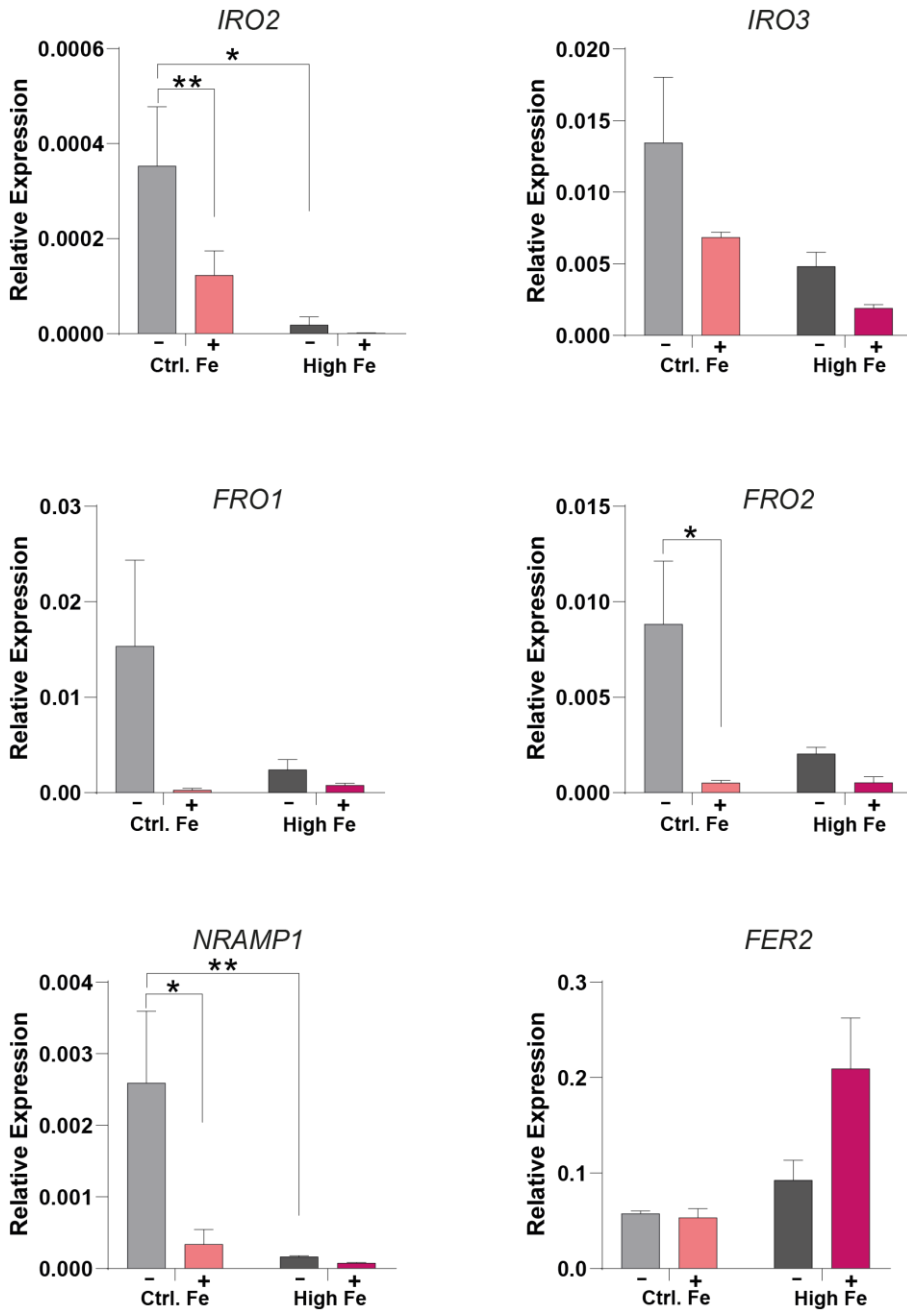 IRO2
Relative Expression
0.0006
0.0004
0.0002
0.0000
*
**
− + − +
Ctrl. Fe High Fe
IRO3
Relative Expression
0.020
0.015
0.010
0.005
0.000
− + − +
Ctrl. Fe High Fe
FRO1
Relative Expression
0.03
0.02
0.01
0.00
− + − +
Ctrl. Fe High Fe
FRO2
Relative Expression
0.015
0.010
0.005
0.000
*
− + − +
Ctrl. Fe High Fe
NRAMP1
Relative Expression
0.004
0.003
0.002
0.001
0.000
**
*
− + − +
Ctrl. Fe High Fe
FER2
Relative Expression
0.3
0.2
0.1
0.0
− + − +
Ctrl. Fe High Fe